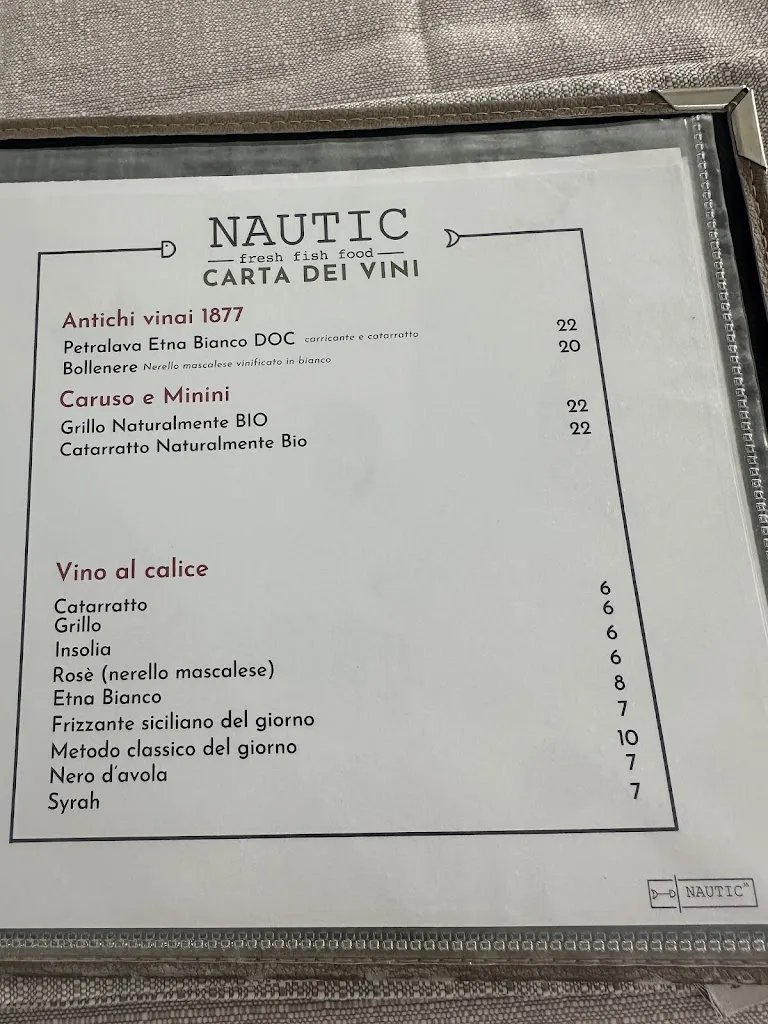 NAUTIC
fresh fish food
CARTA DEI VINI
Antichi vinai 1877
Petralava Etna Bianco DOC carricante e catarratto 22
Bollenere Nerello mascalese vinificato in bianco 20
Caruso e Minini
Grillo Naturalmente BIO 22
Catarratto Naturalmente Bio 22
Vino al calice
Catarratto 6
Grillo 6
Insolia 6
Rosè (nerello mascalese) 6
Etna Bianco 8
Frizzante siciliano del giorno 7
Metodo classico del giorno 10
Nero d'avola 7
Syrah 7
NAUTIC